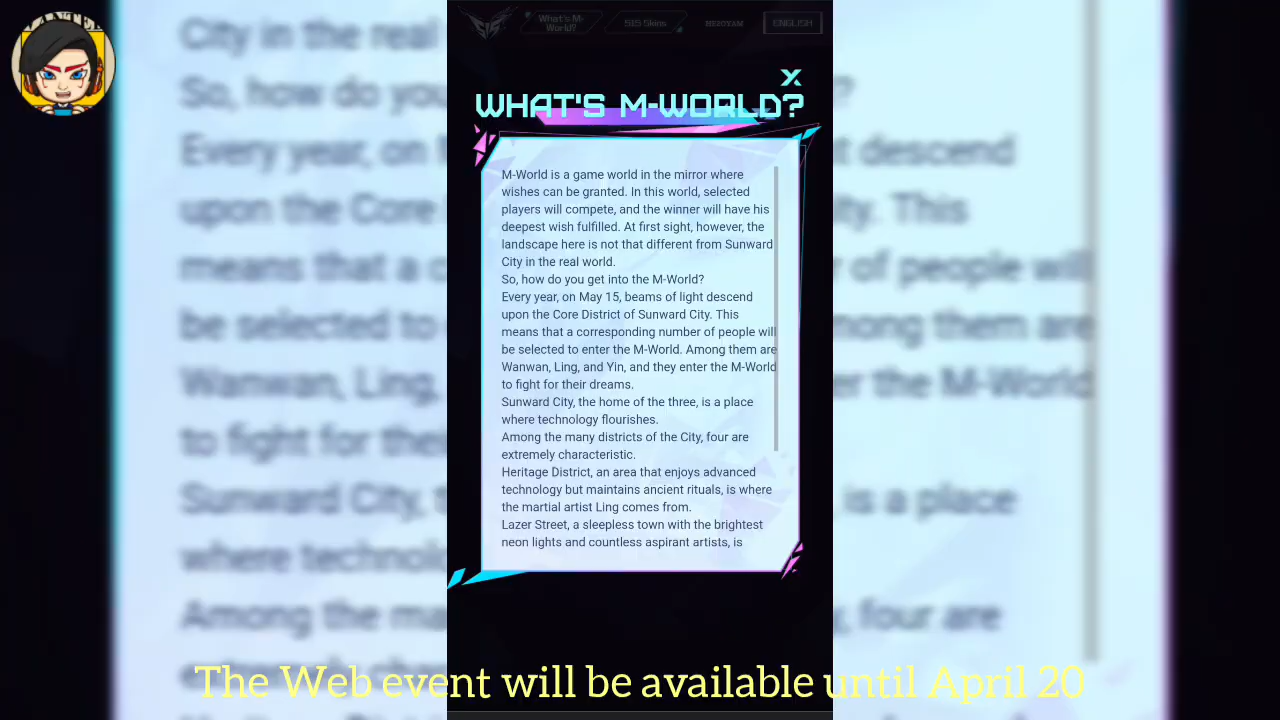 What's M-
World?
515 Skins
ENGLISH
X
WHAT'S M-WORLD?
M-World is a game world in the mirror where
wishes can be granted. In this world, selected
players will compete, and the winner will have his
deepest wish fulfilled. At first sight, however, the
landscape here is not that different from Sunward
City in the real world.
So, how do you get into the M-World?
Every year, on May 15, beams of light descend
upon the Core District of Sunward City. This
means that a corresponding number of people will
be selected to enter the M-World. Among them are
Wanwan, Ling, and Yin, and they enter the M-World
to fight for their dreams.
Sunward City, the home of the three, is a place
where technology flourishes.
Among the many districts of the City, four are
extremely characteristic.
Heritage District, an area that enjoys advanced
technology but maintains ancient rituals, is where
the martial artist Ling comes from.
Lazer Street, a sleepless town with the brightest
neon lights and countless aspirant artists, is
The Web event will be available until April 20